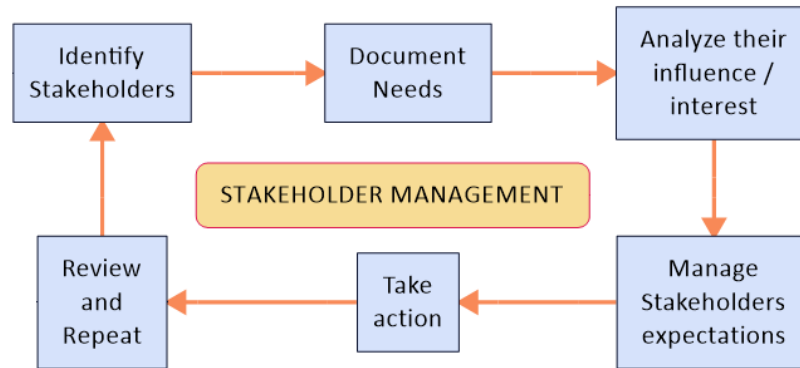 Identify
Stakeholders
Document
Needs
Analyze their
influence /
interest
STAKEHOLDER MANAGEMENT
Review
and
Repeat
Take
action
Manage
Stakeholders
expectations